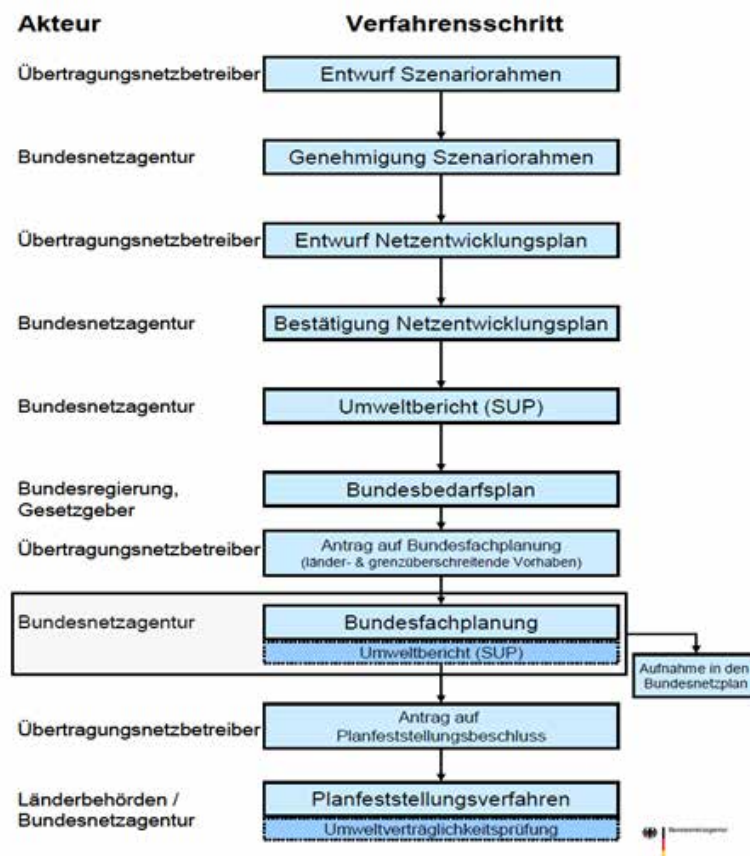 Akteur Verfahrensschritt
Übertragungsnetzbetreiber Entwurf Szenariorahmen
Bundesnetzagentur Genehmigung Szenariorahmen
Übertragungsnetzbetreiber Entwurf Netzentwicklungsplan
Bundesnetzagentur Bestätigung Netzentwicklungsplan
Bundesnetzagentur Umweltbericht (SUP)
Bundesregierung,
Gesetzgeber
Bundesbedarfsplan
Übertragungsnetzbetreiber
Antrag auf Bundesfachplanung
(länder- & grenzüberschreitende Vorhaben)
Bundesnetzagentur Bundesfachplanung
Umweltbericht (SUP)
Aufnahme in den
Bundesnetzplan
Übertragungsnetzbetreiber
Antrag auf
Planfeststellungsbeschluss
Länderbehörden /
Bundesnetzagentur
Planfeststellungsverfahren
Umweltverträglichkeitsprüfung
Bundesnetzagentur